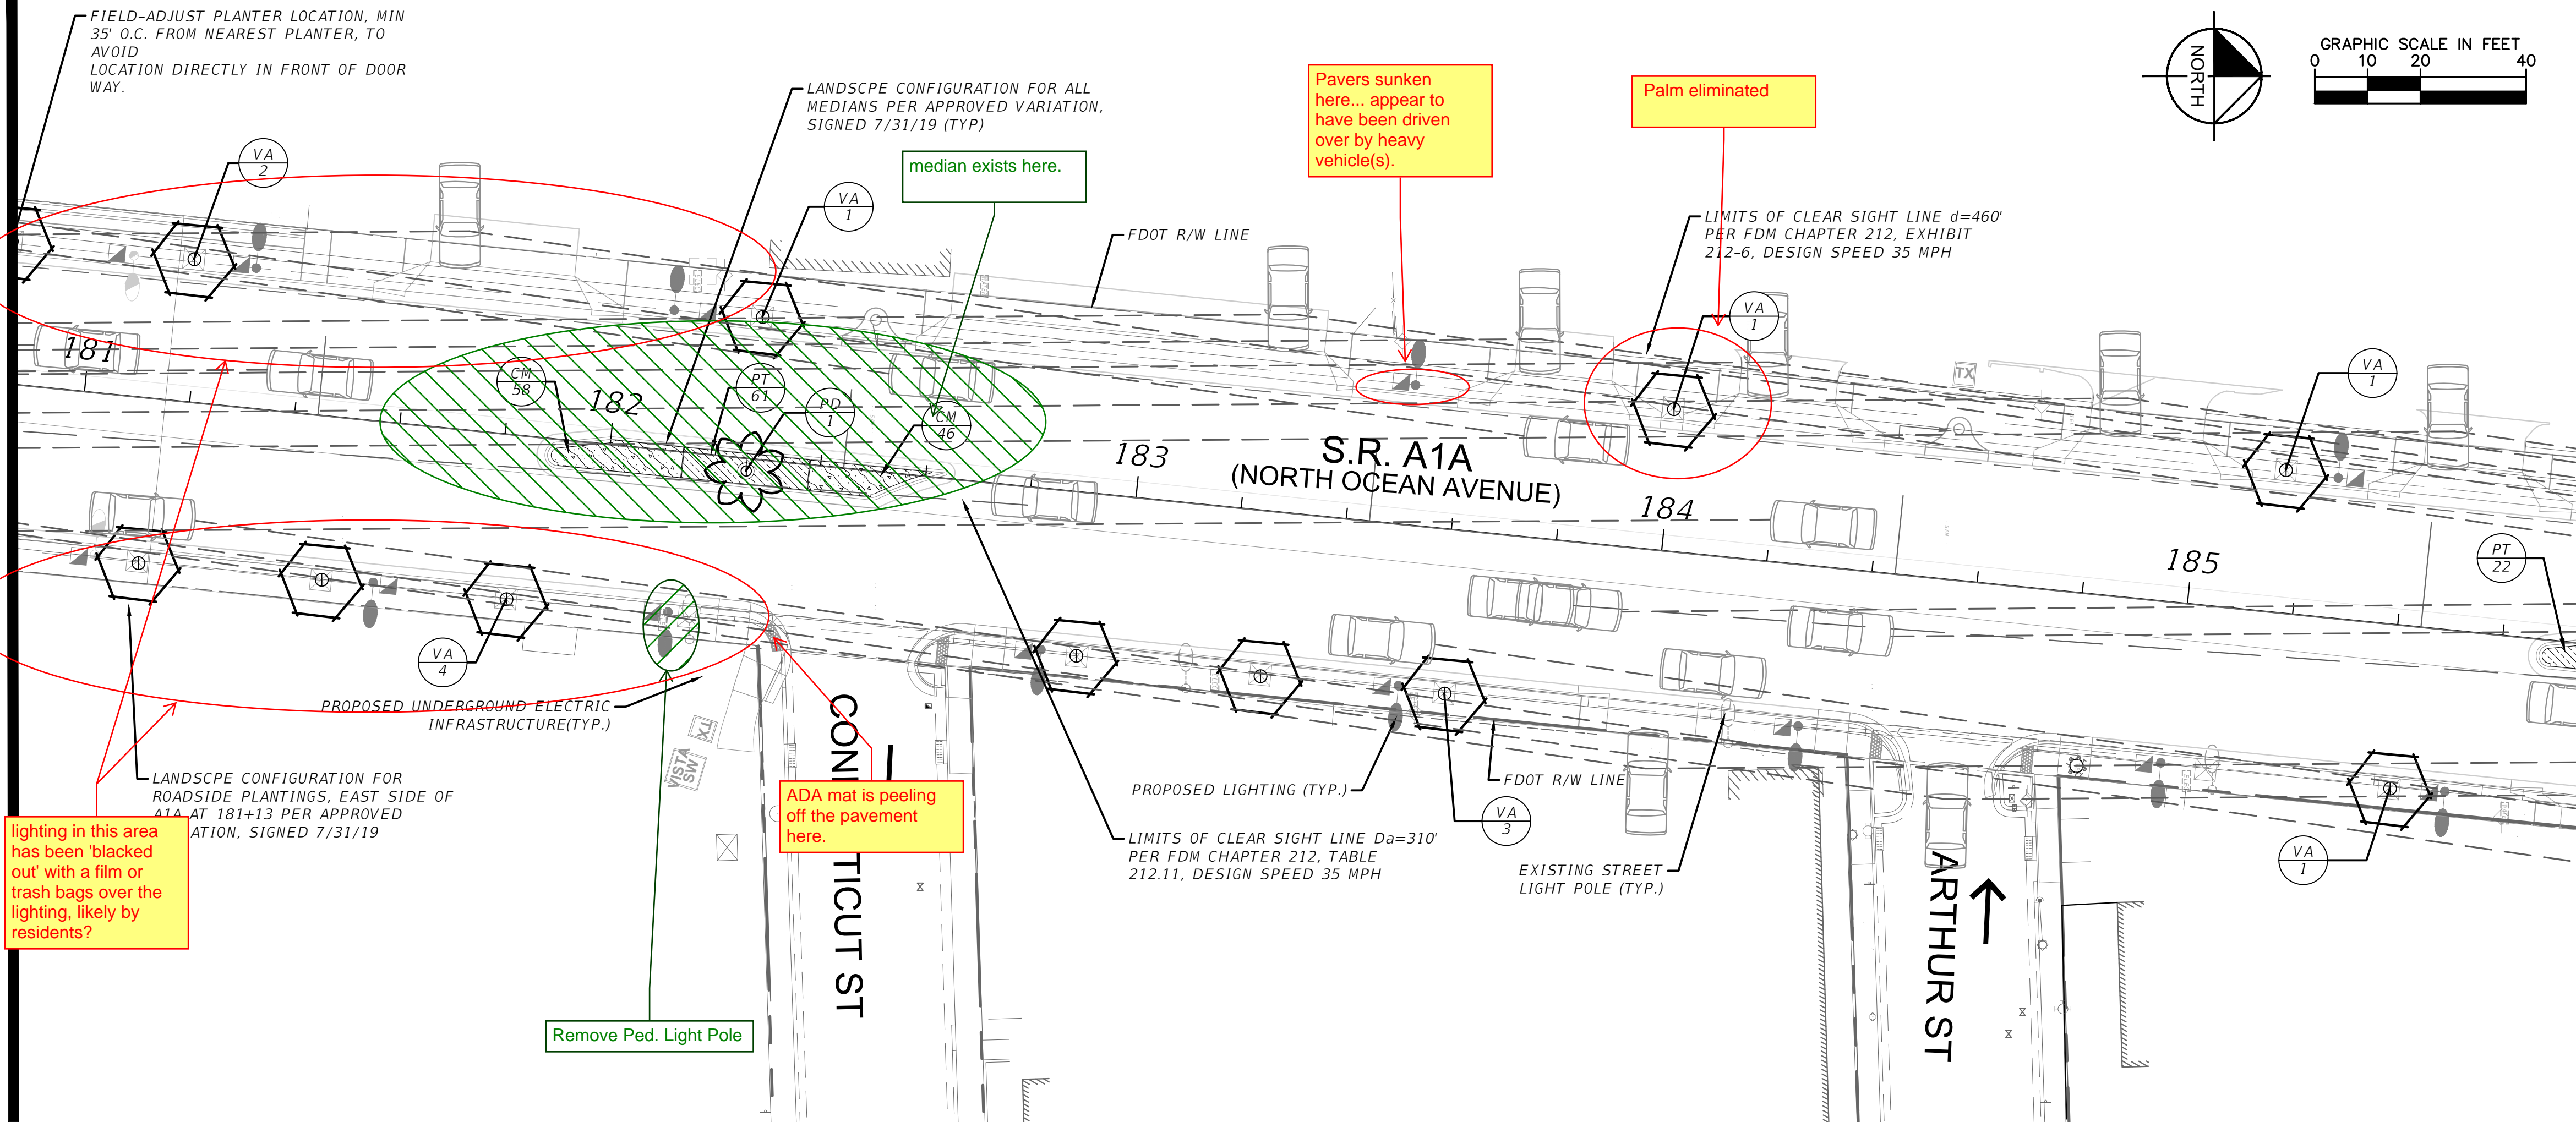 FIELD-ADJUST PLANTER LOCATION, MIN
35' O.C. FROM NEAREST PLANTER, TO
AVOID
LOCATION DIRECTLY IN FRONT OF DOOR
WAY.
LANDSCPE CONFIGURATION FOR ALL
MEDIANS PER APPROVED VARIATION,
SIGNED 7/31/19 (TYP)
median exists here.
Pavers sunken
here... appear to
have been driven
over by heavy
vehicle(s).
Palm eliminated
NORTH
GRAPHIC SCALE IN FEET
0 10 20 40
VA
2
VA
1
FDOT R/W LINE
LIMITS OF CLEAR SIGHT LINE d=460'
PER FDM CHAPTER 212, EXHIBIT
212-6, DESIGN SPEED 35 MPH
VA
1
TX
VA
1
181
CM
58
182
PT
61
PD
1
CM
46
183
S.R. A1A
(NORTH OCEAN AVENUE)
184
185
PT
22
VA
4
PROPOSED UNDERGROUND ELECTRIC
INFRASTRUCTURE(TYP.)
TX
VISTA
SW
LANDSCPE CONFIGURATION FOR
ROADSIDE PLANTINGS, EAST SIDE OF
A1A AT 181+13 PER APPROVED
ATION, SIGNED 7/31/19
lighting in this area
has been 'blacked
out' with a film or
trash bags over the
lighting, likely by
residents?
ADA mat is peeling
off the pavement
here.
CONN
TICUT ST
Remove Ped. Light Pole
PROPOSED LIGHTING (TYP.)
FDOT R/W LINE
VA
3
LIMITS OF CLEAR SIGHT LINE Da=310'
PER FDM CHAPTER 212, TABLE
212.11, DESIGN SPEED 35 MPH
EXISTING STREET
LIGHT POLE (TYP.)
ARTHUR ST
VA
1